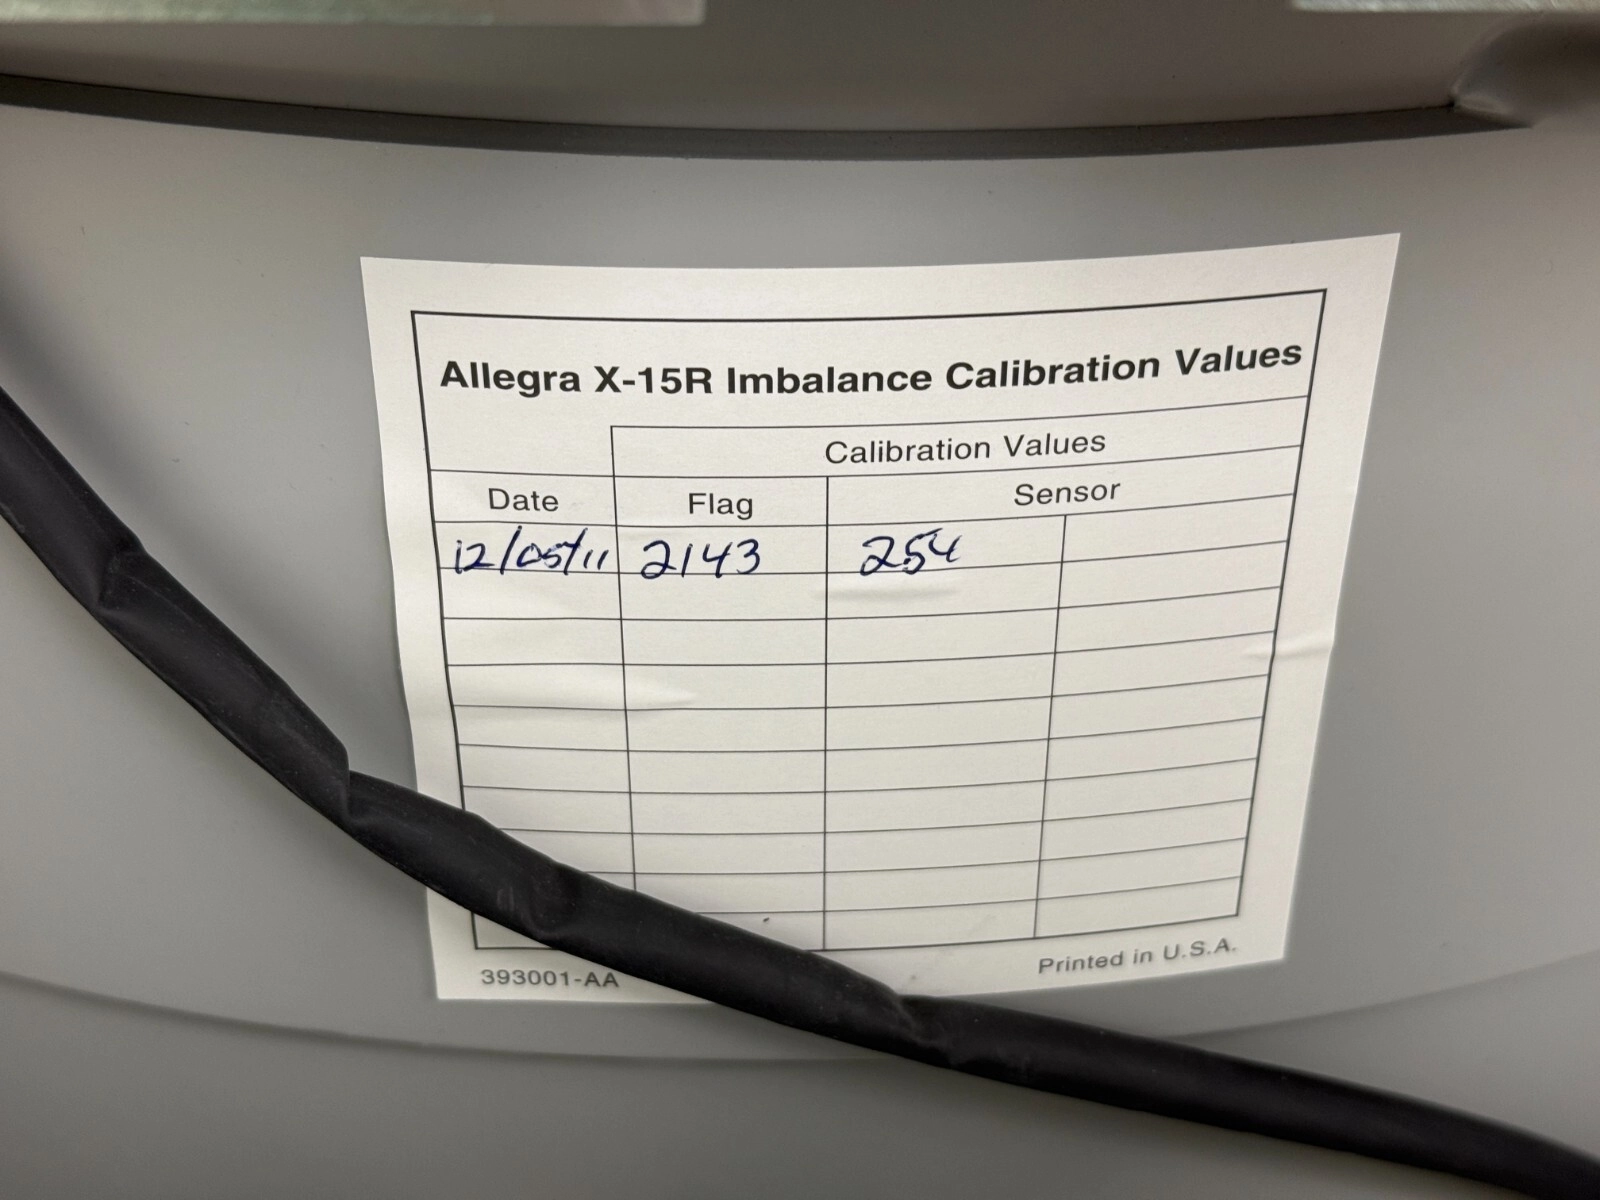 Allegra X-15R Imbalance Calibration Values
Calibration Values
Date Flag Sensor
12/05/11 2143 254
393001-AA Printed in U.S.A.